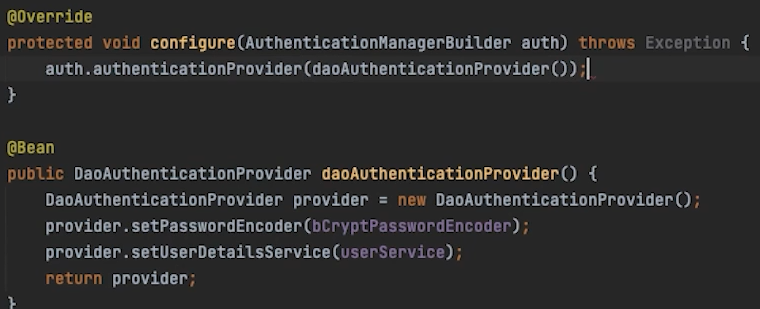 @Override
protected void configure(AuthenticationManagerBuilder auth) throws Exception {
    auth.authenticationProvider(daoAuthenticationProvider());
}
@Bean
public DaoAuthenticationProvider daoAuthenticationProvider() {
    DaoAuthenticationProvider provider = new DaoAuthenticationProvider();
    provider.setPasswordEncoder(bCryptPasswordEncoder);
    provider.setUserDetailsService(userService);
    return provider;
}